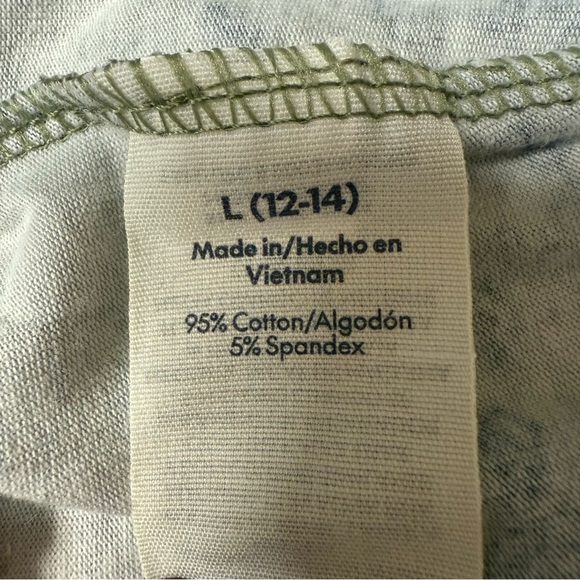 L (12-14)
Made in/Hecho en
Vietnam
95% Cotton/Algodón
5% Spandex